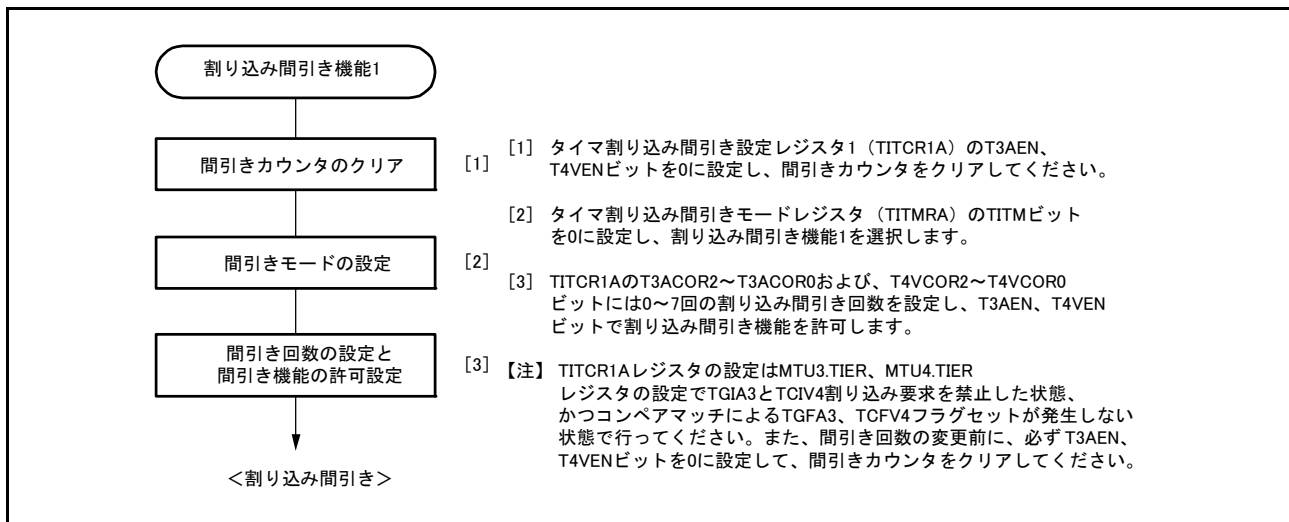 割り込み間引き機能1
間引きカウンタのクリア
[1]
間引きモードの設定
[2]
間引き回数の設定と
間引き機能の許可設定
[3]
<割り込み間引き>
[1] タイマ割り込み間引き設定レジスタ1（TITCR1A）のT3AEN、
T4VENビットを0に設定し、間引きカウンタをクリアしてください。
[2] タイマ割り込み間引きモードレジスタ（TITMRA）のTITMビット
を0に設定し、割り込み間引き機能1を選択します。
[3] TITCR1AのT3ACOR2～T3ACOR0および、T4VCOR2～T4VCOR0
ビットには0～7回の割り込み間引き回数を設定し、T3AEN、T4VEN
ビットで割り込み間引き機能を許可します。
【注】 TITCR1Aレジスタの設定はMTU3.TIER、MTU4.TIER
レジスタの設定でTGIA3とTCIV4割り込み要求を禁止した状態、
かつコンペアマッチによるTGFA3、TCFV4フラグセットが発生しない
状態で行ってください。また、間引き回数の変更前に、必ずT3AEN、
T4VENビットを0に設定して、間引きカウンタをクリアしてください。